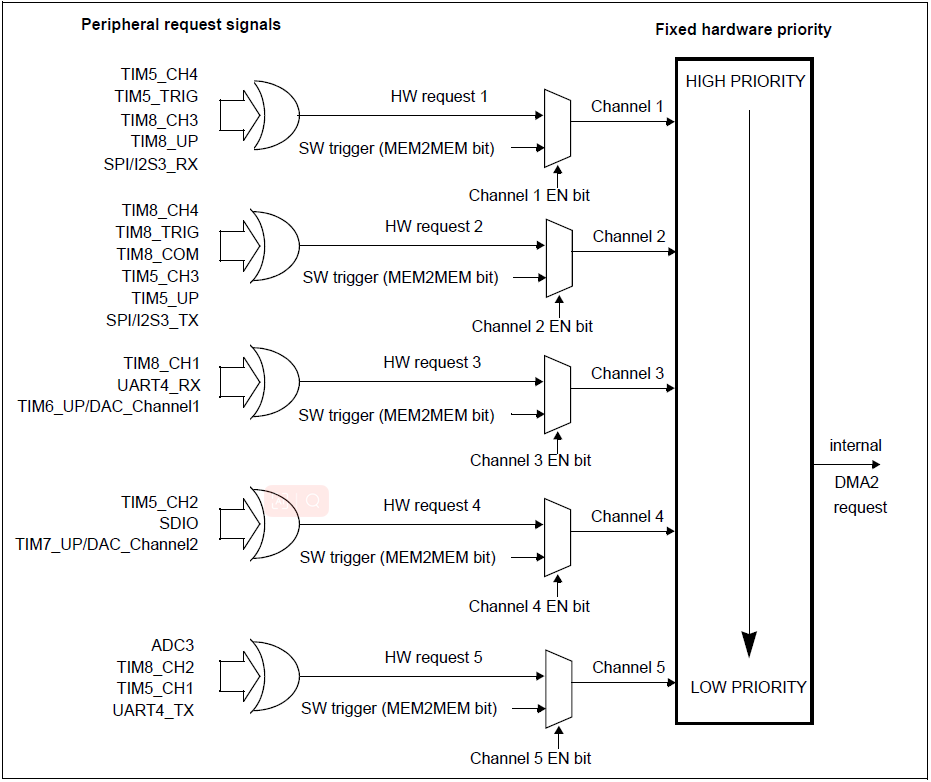 Peripheral request signals
Fixed hardware priority
TIM5_CH4
TIM5_TRIG
TIM8_CH3
TIM8_UP
SPI/I2S3_RX
HW request 1
SW trigger (MEM2MEM bit)
Channel 1
Channel 1 EN bit
HIGH PRIORITY
TIM8_CH4
TIM8_TRIG
TIM8_COM
TIM5_CH3
TIM5_UP
SPI/I2S3_TX
HW request 2
SW trigger (MEM2MEM bit)
Channel 2
Channel 2 EN bit
TIM8_CH1
UART4_RX
TIM6_UP/DAC_Channel1
HW request 3
SW trigger (MEM2MEM bit)
Channel 3
Channel 3 EN bit
internal
DMA2
request
TIM5_CH2
SDIO
TIM7_UP/DAC_Channel2
HW request 4
SW trigger (MEM2MEM bit)
Channel 4
Channel 4 EN bit
ADC3
TIM8_CH2
TIM5_CH1
UART4_TX
HW request 5
SW trigger (MEM2MEM bit)
Channel 5
Channel 5 EN bit
LOW PRIORITY